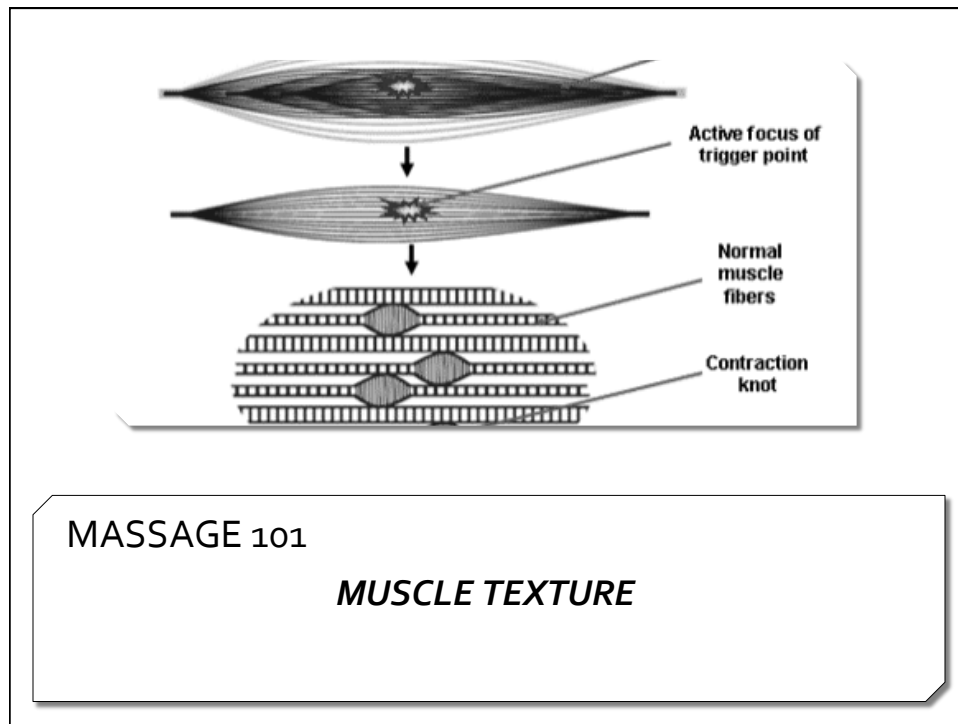 Active focus of
trigger point
Normal
muscle
fibers
Contraction
knot
MASSAGE 101
MUSCLE TEXTURE